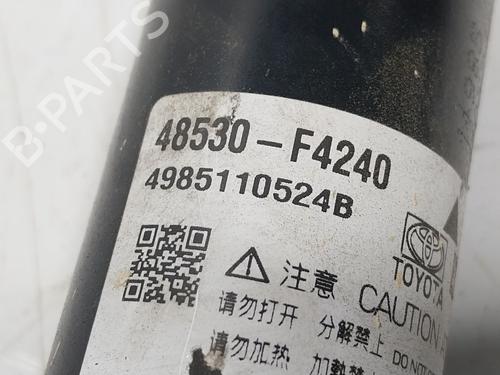 B-PARTS
48530-F4240
4985110524B
TOYOTA
注意 CAUTION
请勿打开 分解禁止 DO NOT
请勿加热 加熱禁